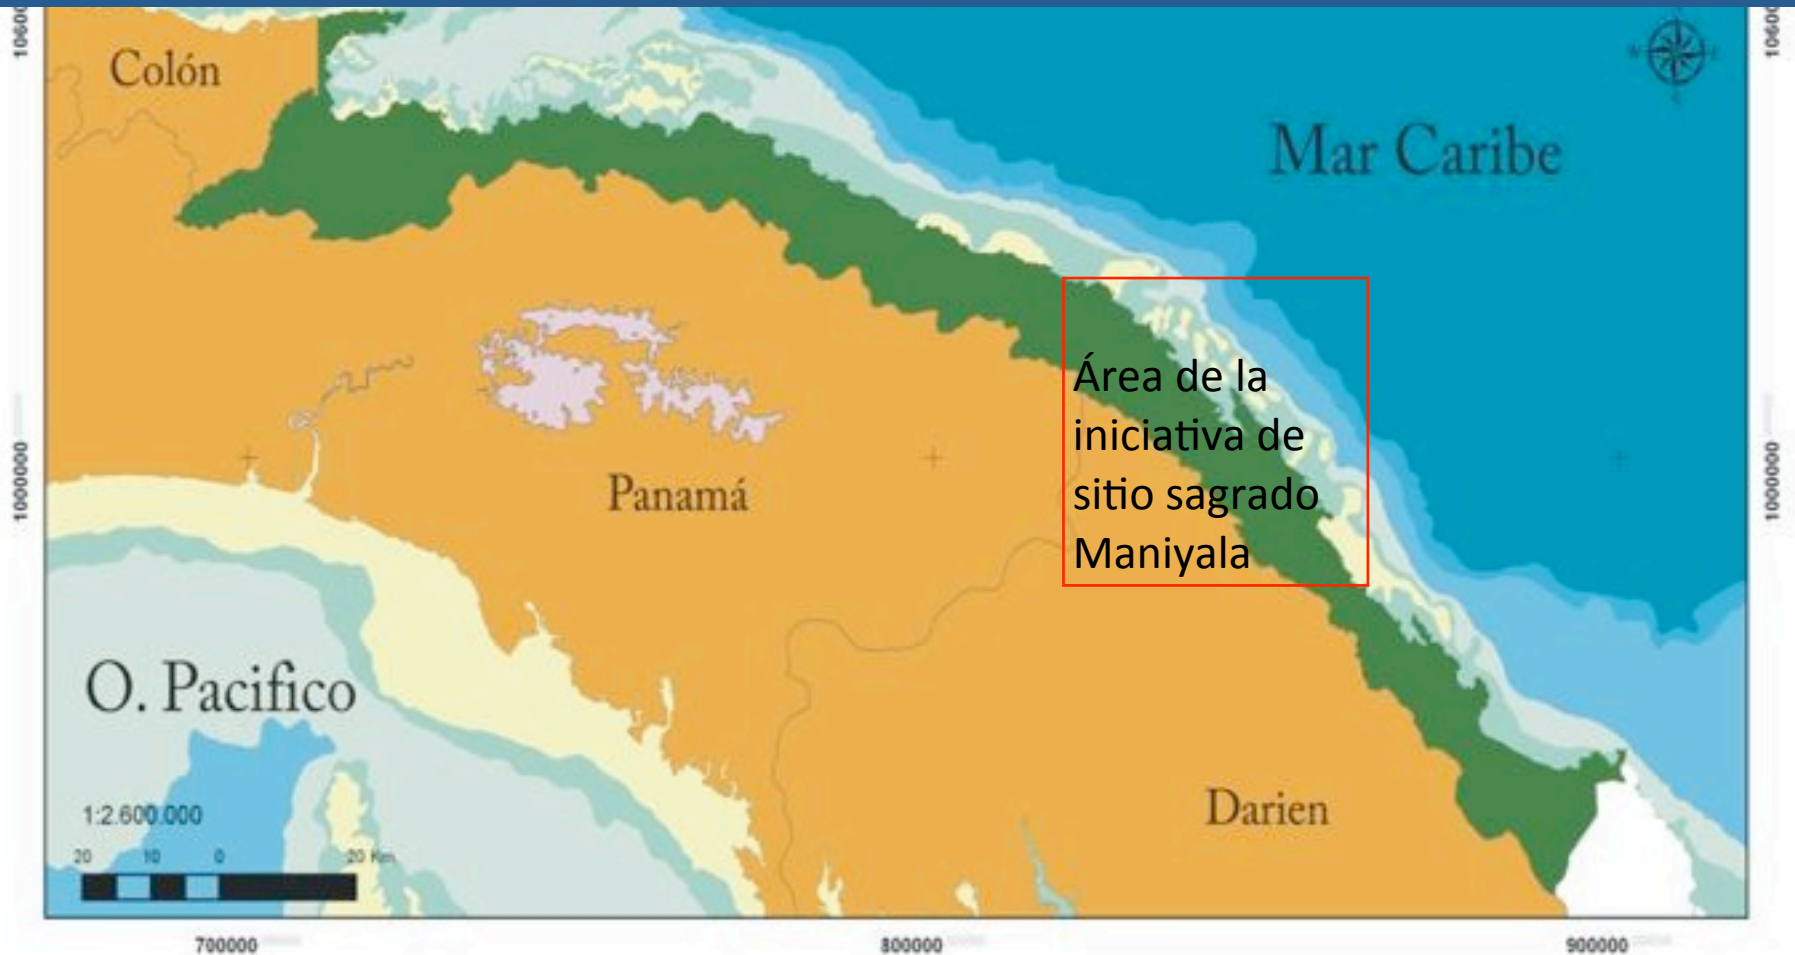 Colón
Mar Caribe
Área de la
iniciativa de
sitio sagrado
Maniyala
1000000
1000000
Panamá
O. Pacifico
Darien
1:2.600.000
20 10 0 20 Km
700000 800000 900000